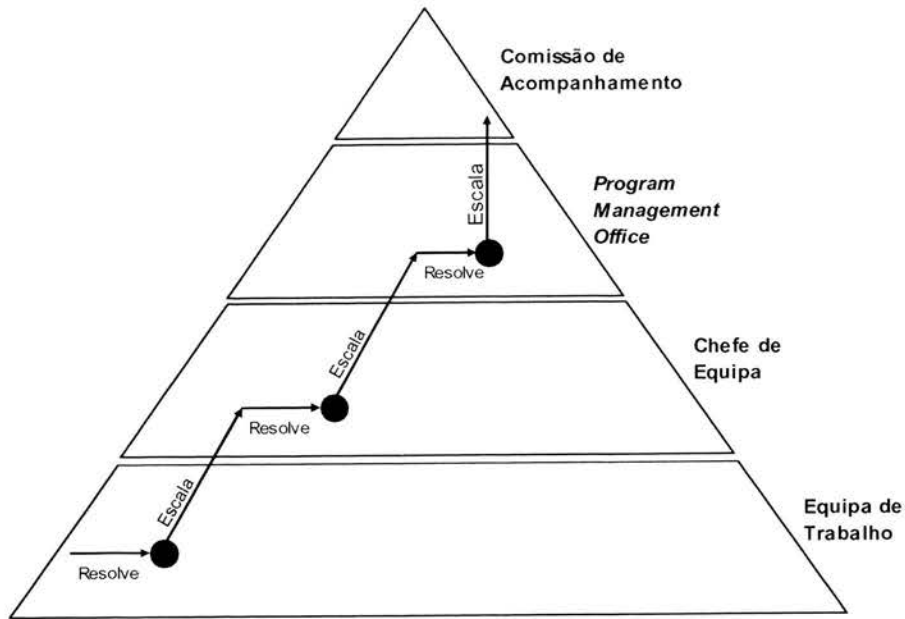 Comissão de
Acompanhamento
Escala
Program
Management
Office
Resolve
Escala
Chefe de
Equipa
Resolve
Escala
Equipa de
Trabalho
Resolve